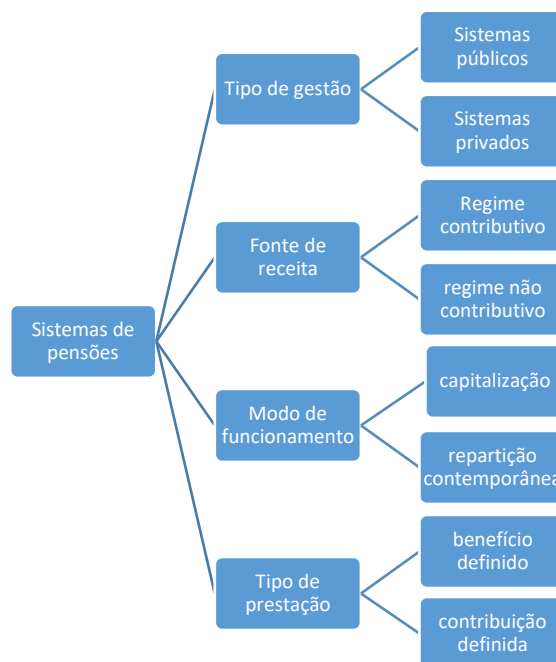 Sistemas de
pensões
Tipo de gestão
Sistemas
públicos
Sistemas
privados
Fonte de
receita
Regime
contributivo
regime não
contributivo
Modo de
funcionamento
capitalização
repartição
contemporânea
Tipo de
prestação
benefício
definido
contribuição
definida